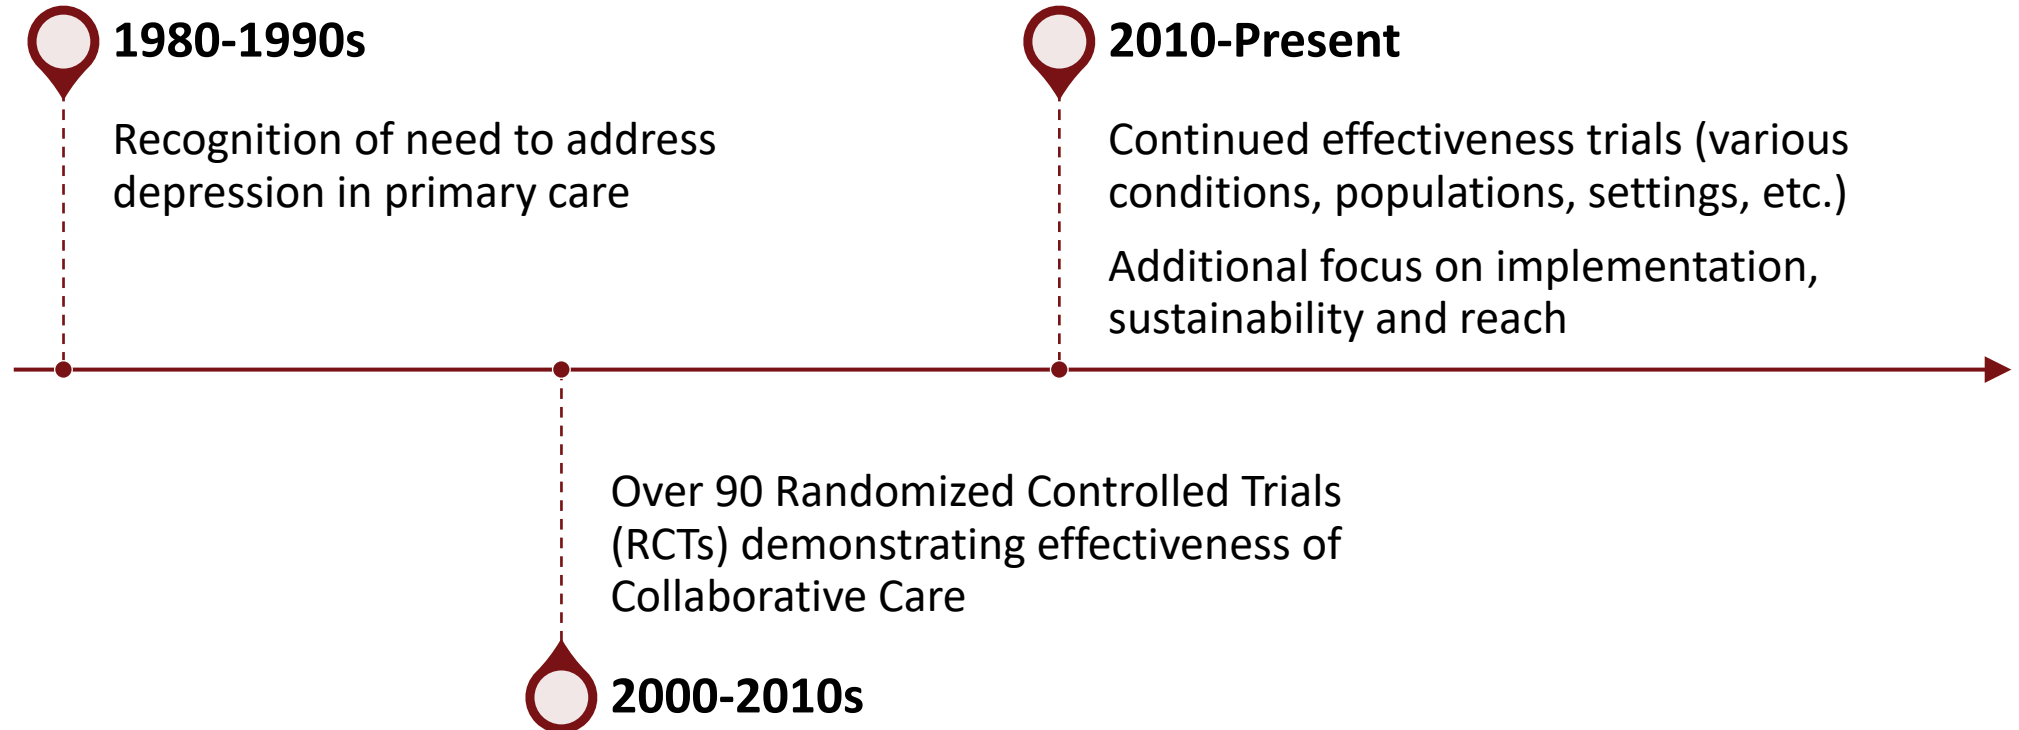 1980-1990s
Recognition of need to address
depression in primary care
2010-Present
Continued effectiveness trials (various
conditions, populations, settings, etc.)
Additional focus on implementation,
sustainability and reach
Over 90 Randomized Controlled Trials
(RCTs) demonstrating effectiveness of
Collaborative Care
2000-2010s